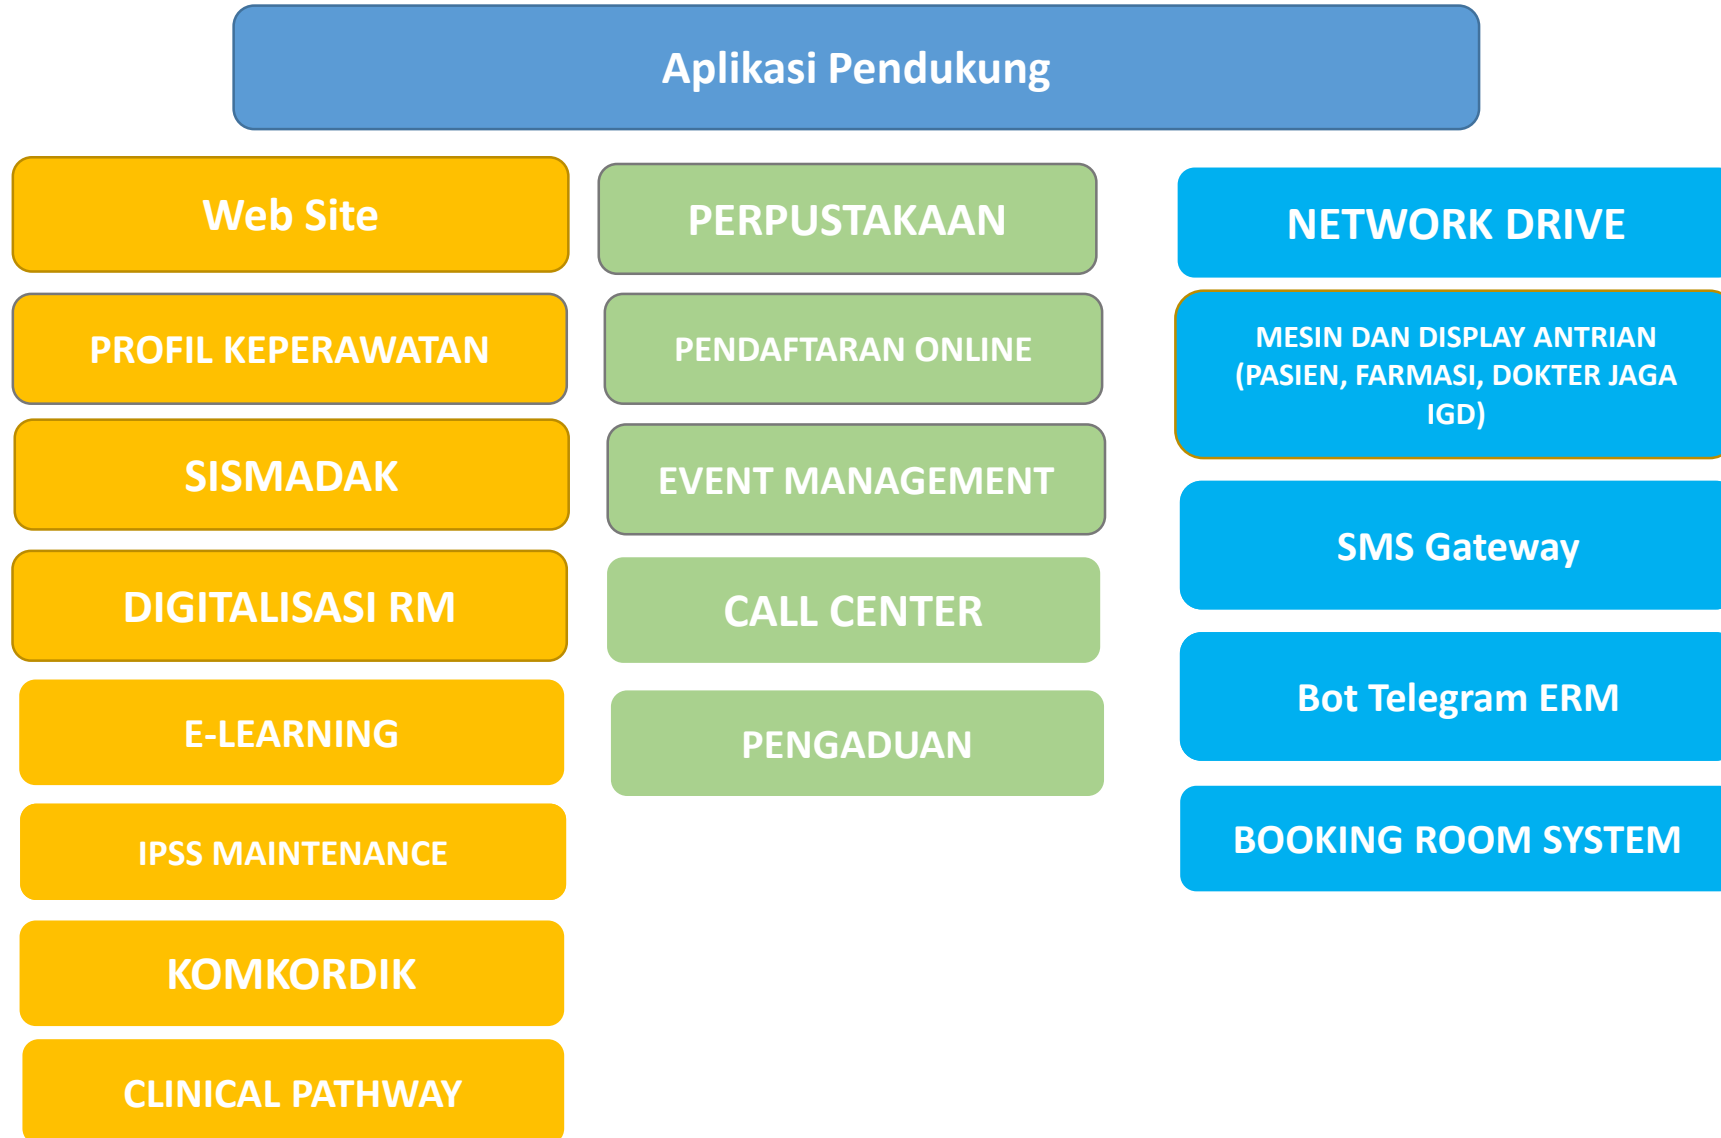 Aplikasi Pendukung
Web Site
PROFIL KEPERAWATAN
SISMADAK
DIGITALISASI RM
E-LEARNING
IPSS MAINTENANCE
KOMKORDIK
CLINICAL PATHWAY
PERPUSTAKAAN
PENDAFTARAN ONLINE
EVENT MANAGEMENT
CALL CENTER
PENGADUAN
NETWORK DRIVE
MESIN DAN DISPLAY ANTRIAN
(PASIEN, FARMASI, DOKTER JAGA
IGD)
SMS Gateway
Bot Telegram ERM
BOOKING ROOM SYSTEM